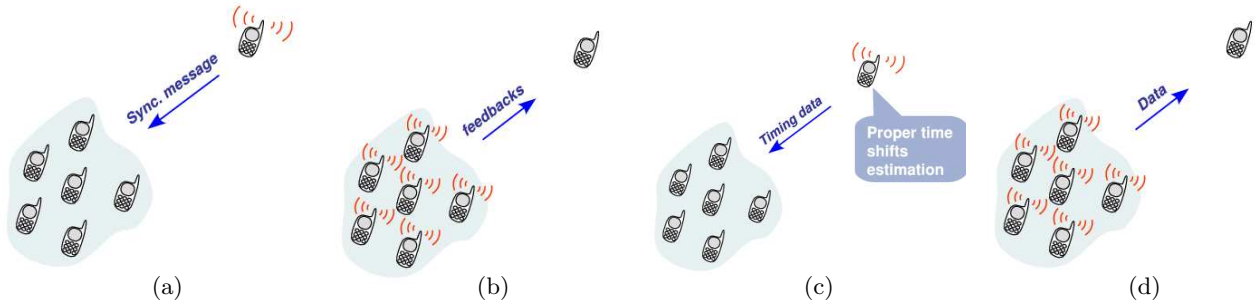 Sync. message
feedbacks
Timing data
Proper time
shifts
estimation
Data
(a)
(b)
(c)
(d)